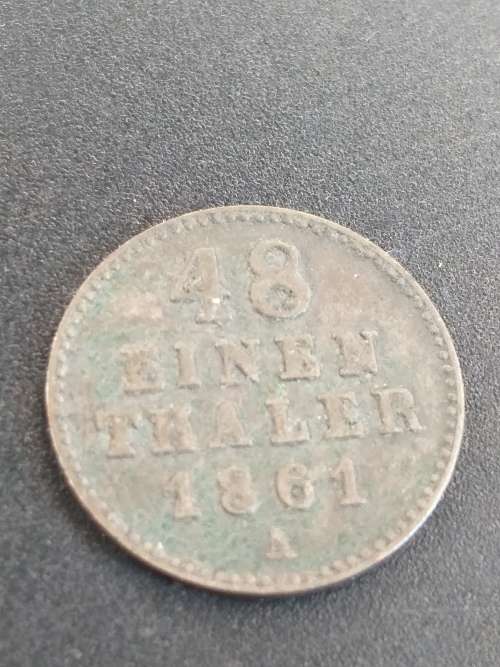 48
EINEN
THALER
1861
A